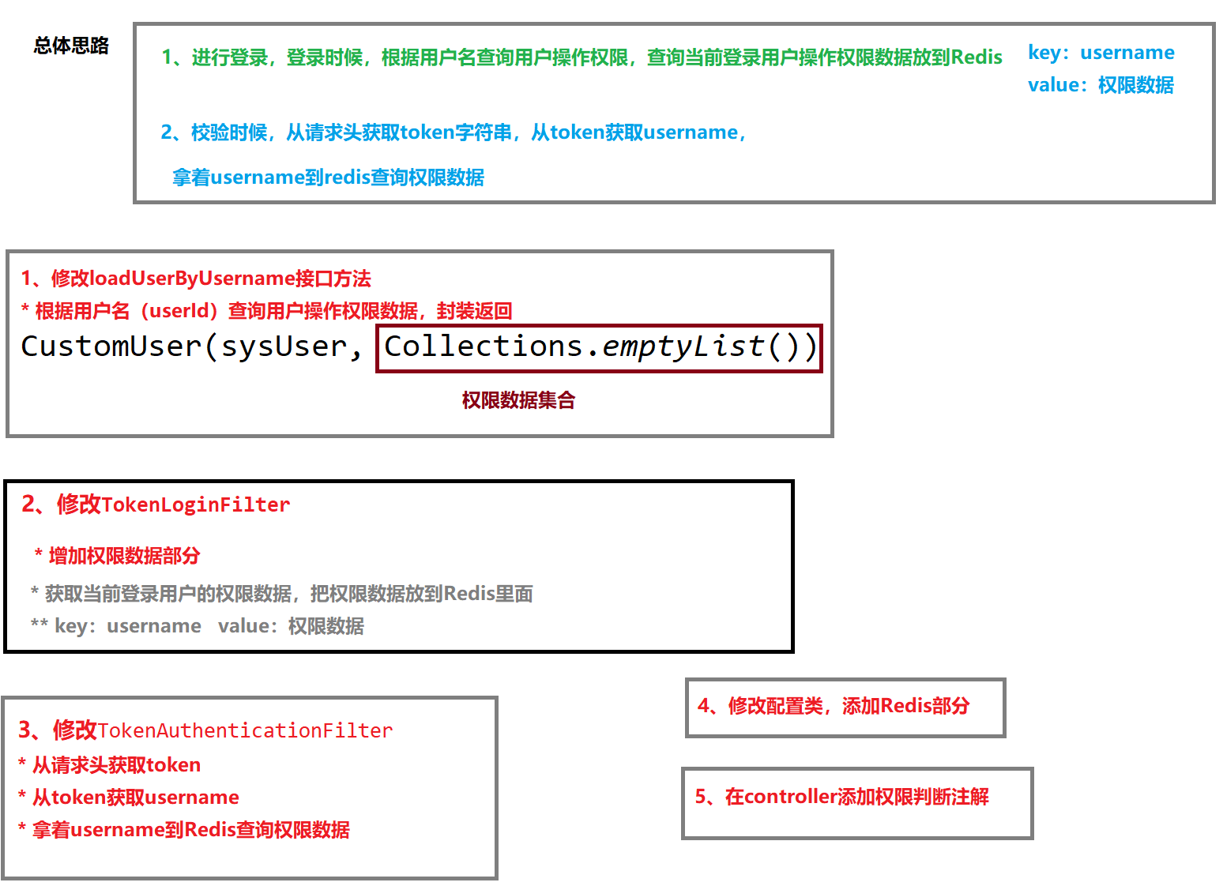 总体思路
1、进行登录，登录时候，根据用户名查询用户操作权限，查询当前登录用户操作权限数据放到Redis
key：username
value：权限数据
2、校验时候，从请求头获取token字符串，从token获取username，
拿着username到redis查询权限数据
1、修改loadUserByUsername接口方法
* 根据用户名（userId）查询用户操作权限数据，封装返回
CustomUser(sysUser, Collections.emptyList())
权限数据集合
2、修改TokenLoginFilter
* 增加权限数据部分
* 获取当前登录用户的权限数据，把权限数据放到Redis里面
** key：username value：权限数据
3、修改TokenAuthenticationFilter
* 从请求头获取token
* 从token获取username
* 拿着username到Redis查询权限数据
4、修改配置类，添加Redis部分
5、在controller添加权限判断注解